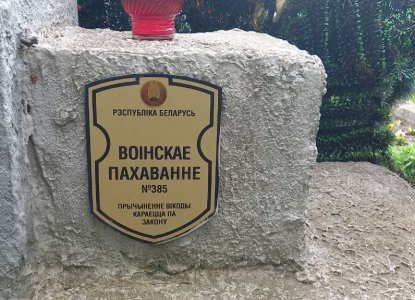 РЭСПУБЛІКА БЕЛАРУСЬ
ВОІНСКАЕ
ПАХАВАННЕ
№385
ПРЫЧЫНЕННЕ ШКОДЫ
КАРАЕЦЦА ПА
ЗАКОНУ